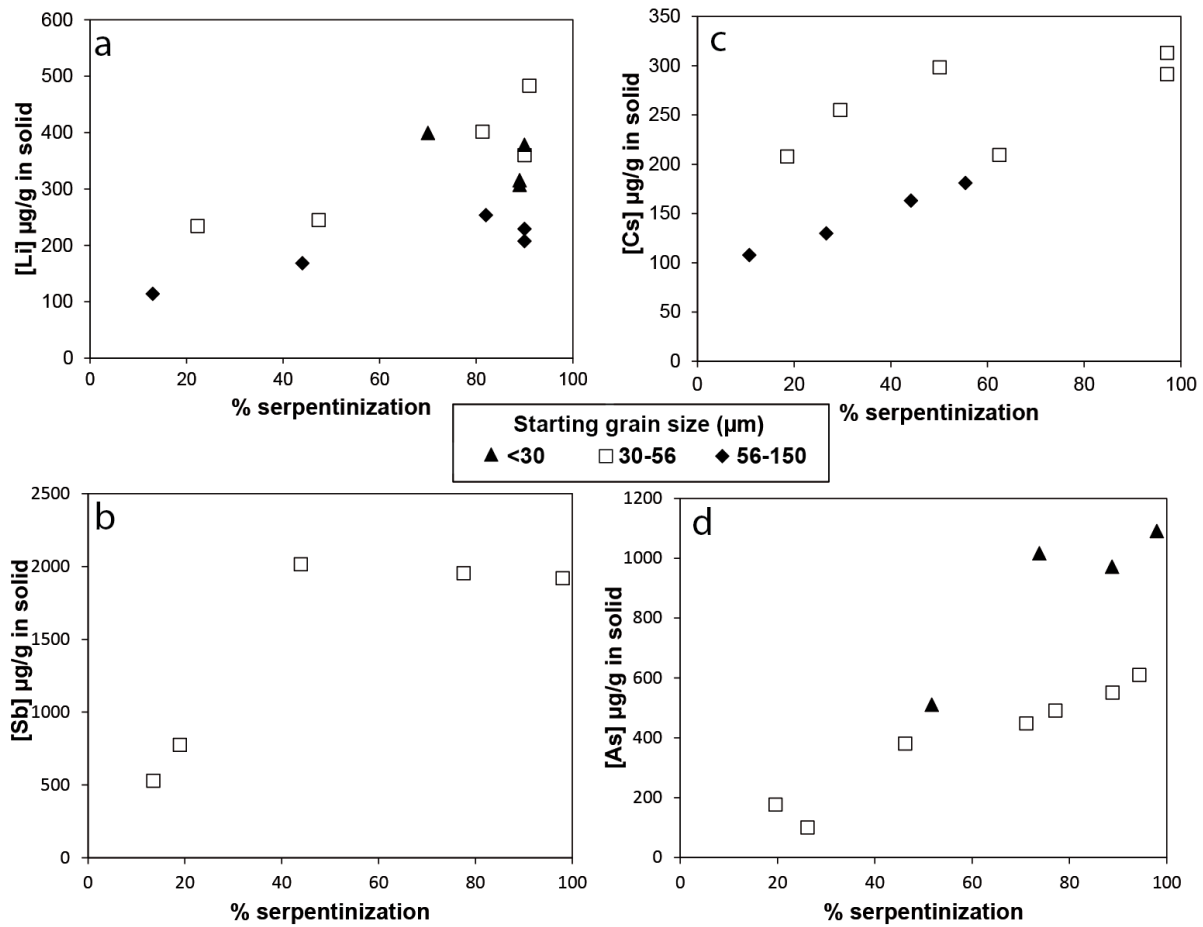 a
600
500
400
300
200
100
0
[Li] µg/g in solid
0 20 40 60 80 100
% serpentinization
c
350
300
250
200
150
100
50
0
[Cs] µg/g in solid
0 20 40 60 80 100
% serpentinization
Starting grain size (µm)
<30 30-56 56-150
b
2500
2000
1500
1000
500
0
[Sb] µg/g in solid
0 20 40 60 80 100
% serpentinization
d
1200
1000
800
600
400
200
0
[As] µg/g in solid
0 20 40 60 80 100
% serpentinization